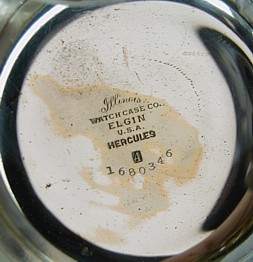 Illinois
WATCH CASE CO.
ELGIN
U.S.A.
HERCULES
1680346